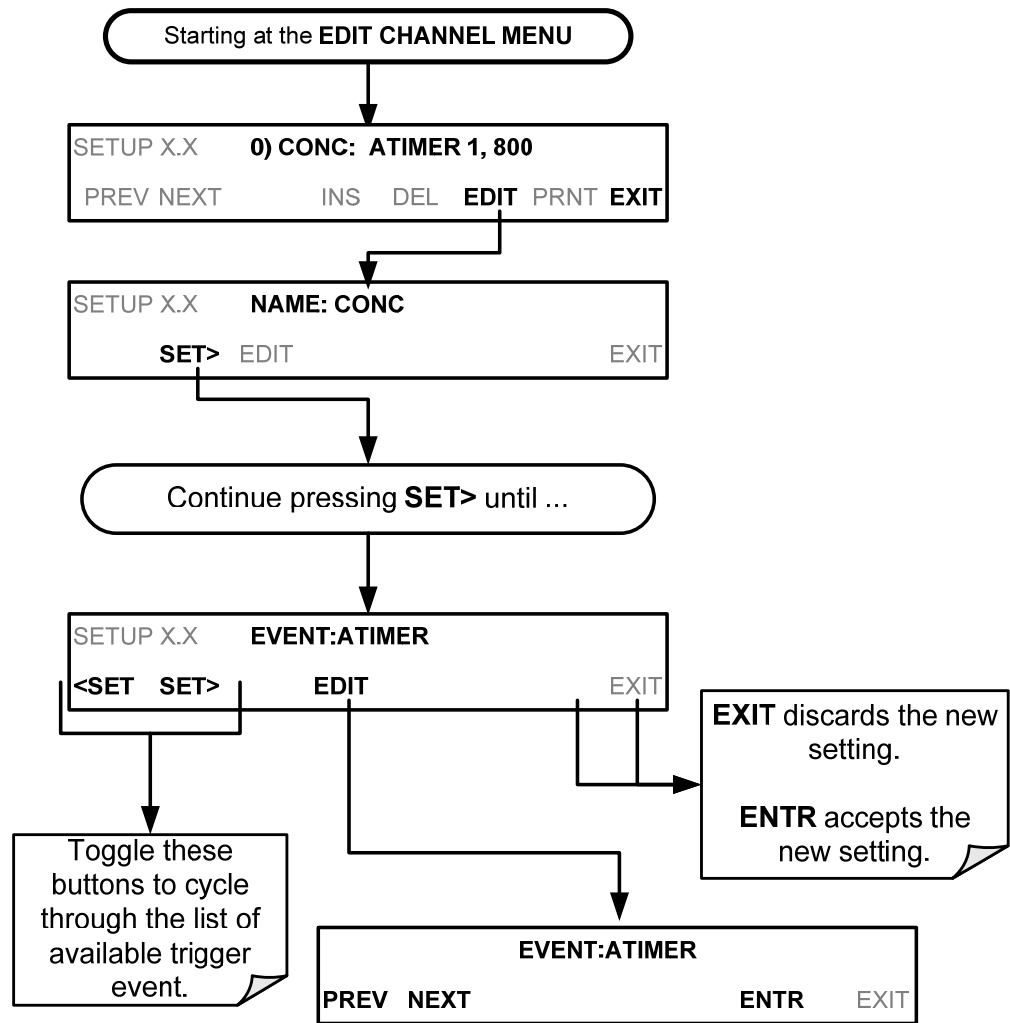 Starting at the EDIT CHANNEL MENU
SETUP X.X 0) CONC: ATIMER 1, 800
PREV NEXT INS DEL EDIT PRNT EXIT
SETUP X.X NAME: CONC
SET> EDIT EXIT
Continue pressing SET> until ...
SETUP X.X EVENT:ATIMER
<SET SET> EDIT EXIT
EXIT discards the new
setting.
ENTR accepts the
new setting.
Toggle these
buttons to cycle
through the list of
available trigger
event.
EVENT:ATIMER
PREV NEXT ENTR EXIT